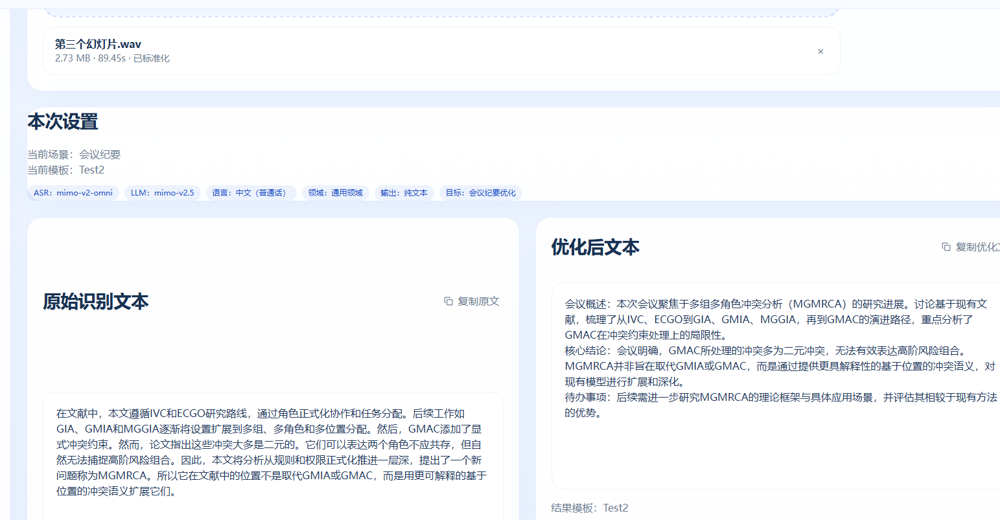 第三个幻灯片.wav
2.73 MB · 89.45s · 已标准化
×
本次设置
当前场景：会议纪要
当前模板：Test2
ASR：mimo-v2-omni
LLM：mimo-v2.5
语言：中文（普通话）
领域：通用领域
输出：纯文本
目标：会议纪要优化
原始识别文本
复制原文
在文献中，本文遵循IVC和ECGO研究路线，通过角色正式化协作和任务分配。后续工作如
GIA、GMIA和MGGIA逐渐将设置扩展到多组、多角色和多位置分配。然后，GMAC添加了显
式冲突约束。然而，论文指出这些冲突大多是二元的。它们可以表达两个角色不应共存，但自
然无法捕捉高阶风险组合。因此，本文将分析从规则和权限正式化推进一层深，提出了一个新
问题称为MGMRCA。所以它在文献中的位置不是取代GMIA或GMAC，而是用更可解释的基于
位置的冲突语义扩展它们。
优化后文本
复制优化
会议概述：本次会议聚焦于多组多角色冲突分析（MGMRCA）的研究进展。讨论基于现有文
献，梳理了从IVC、ECGO到GIA、GMIA、MGGIA，再到GMAC的演进路径，重点分析了
GMAC在冲突约束处理上的局限性。
核心结论：会议明确，GMAC所处理的冲突多为二元冲突，无法有效表达高阶风险组合。
MGMRCA并非旨在取代GMIA或GMAC，而是通过提供更具解释性的基于位置的冲突语义，对
现有模型进行扩展和深化。
待办事项：后续需进一步研究MGMRCA的理论框架与具体应用场景，并评估其相较于现有方法
的优势。
结果模板：Test2